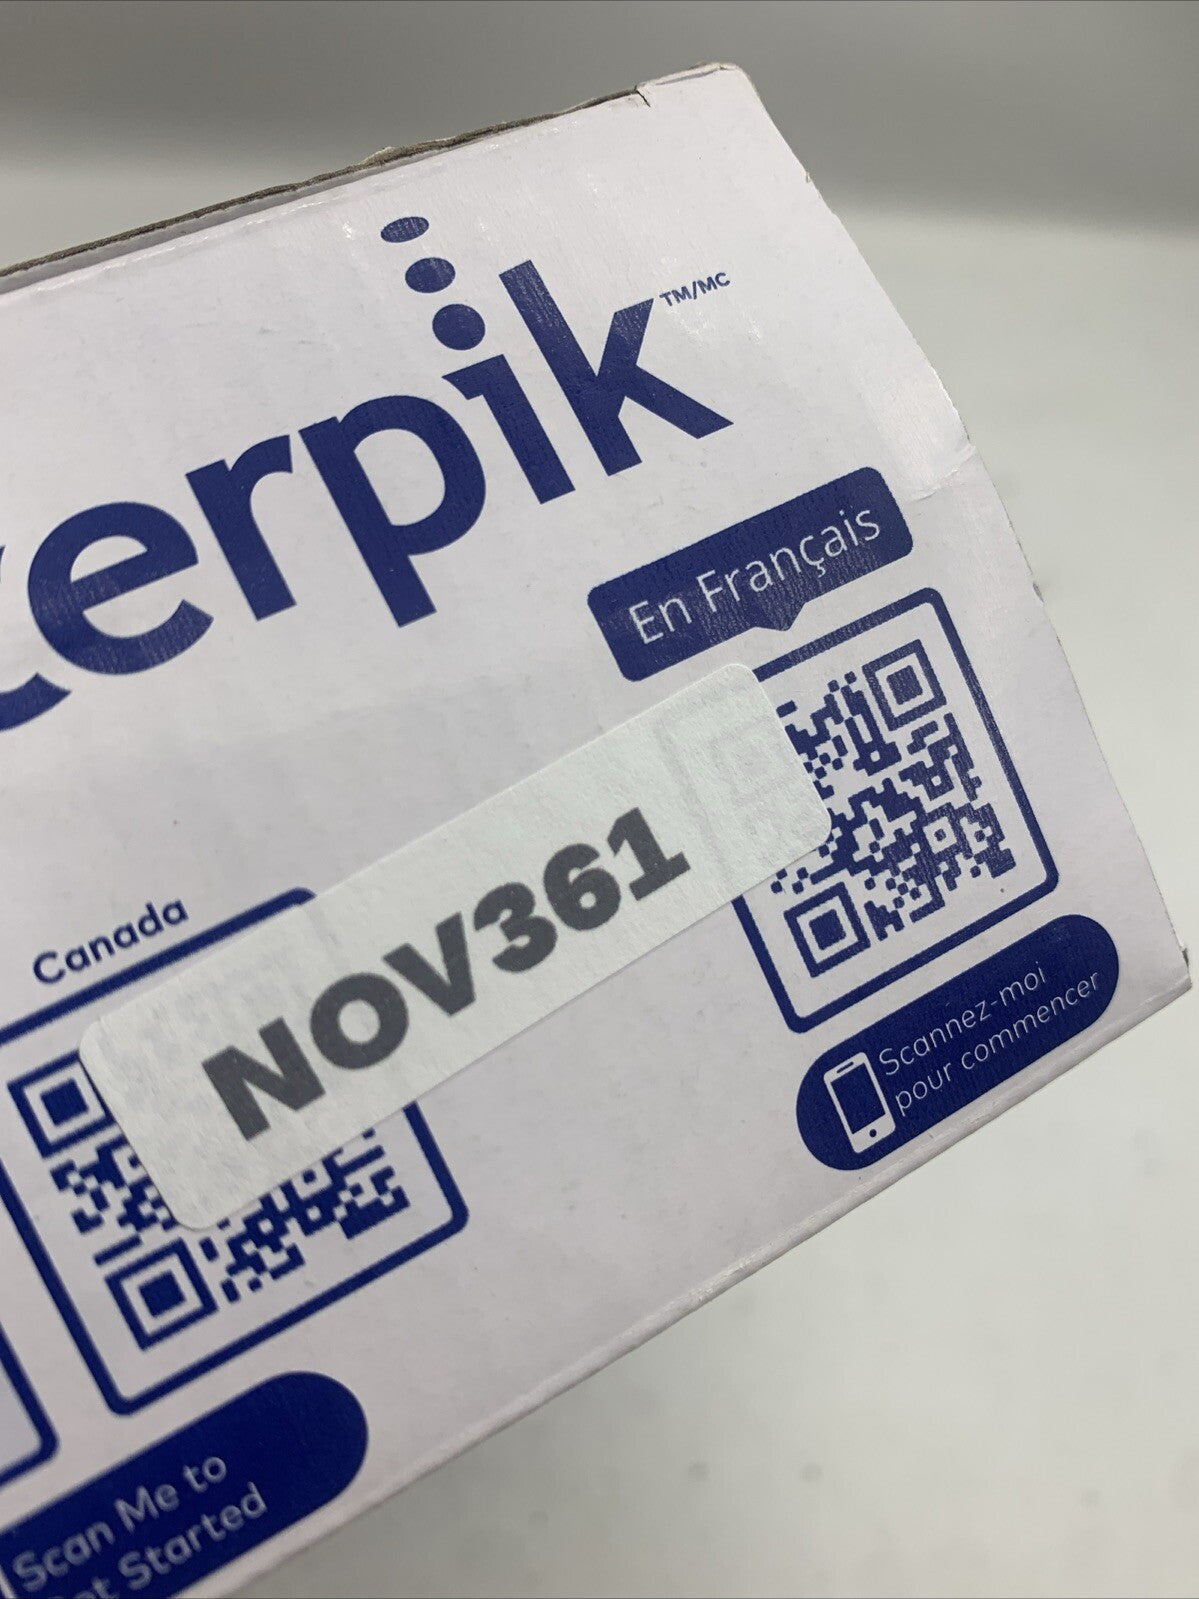 erpik TM/MC
En Français
Canada
NOV361
Scannez-moi
pour commencer
Scan Me to
Started